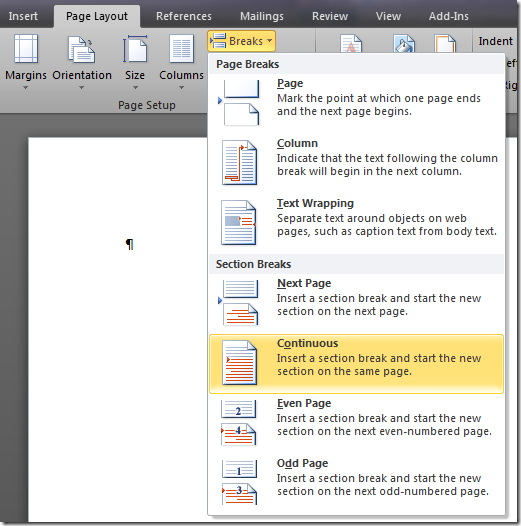 Insert Page Layout References Mailings Review View Add-Ins
Breaks
Indent
Margins Orientation Size Columns
Page Setup
Page Breaks
Page
Mark the point at which one page ends
and the next page begins.
Column
Indicate that the text following the column
break will begin in the next column.
Text Wrapping
Separate text around objects on web
pages, such as caption text from body text.
¶
Section Breaks
Next Page
Insert a section break and start the new
section on the next page.
Continuous
Insert a section break and start the new
section on the same page.
Even Page
2
4
Insert a section break and start the new
section on the next even-numbered page.
Odd Page
1
3
Insert a section break and start the new
section on the next odd-numbered page.